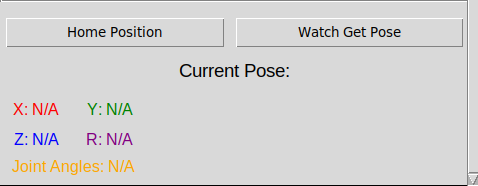 Home Position Watch Get Pose
Current Pose:
X: N/A Y: N/A
Z: N/A R: N/A
Joint Angles: N/A